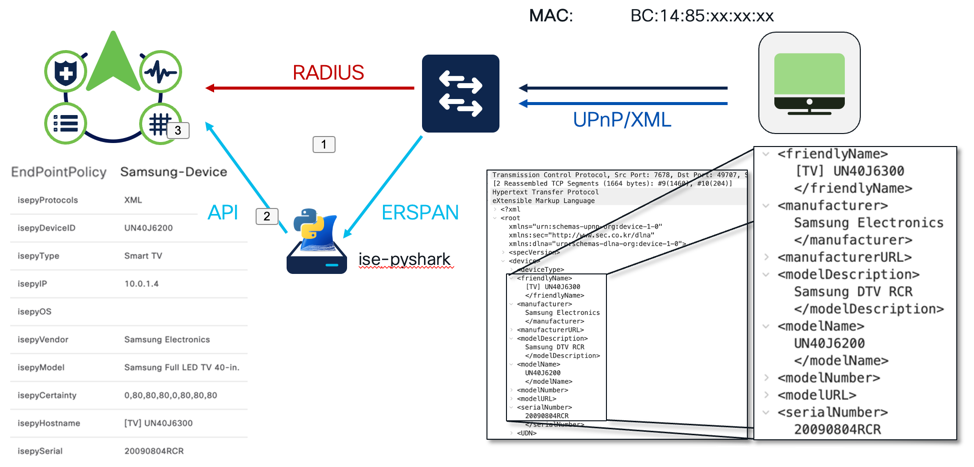 MAC: BC:14:85:xx:xx:xx
RADIUS
UPnP/XML
1
3
2
API
ERSPAN
ise-pyshark
EndPointPolicy Samsung-Device
isepyProtocols XML
isepyDeviceID UN40J6200
isepyType Smart TV
isepyIP 10.0.1.4
isepyOS
isepyVendor Samsung Electronics
isepyModel Samsung Full LED TV 40-in.
isepyCertainty 0,80,80,80,0,80,80,80
isepyHostname [TV] UN40J6300
isepySerial 20090804RCR
Transmission Control Protocol, Src Port: 7678, Dst Port: 49707, S
[2 Reassembled TCP Segments (1664 bytes): #9(1460), #10(204)]
Hypertext Transfer Protocol
eXtensible Markup Language
<?xml
<root
xmlns="urn:schemas-upnp-org:device-1-0"
xmlns:sec="http://www.sec.co.kr/dlna"
xmlns:dlna="urn:schemas-dlna-org:device-1-0">
<specVersion>
<device>
<deviceType>
<friendlyName>
[TV] UN40J6300
</friendlyName>
<manufacturer>
Samsung Electronics
</manufacturer>
<manufacturerURL>
<modelDescription>
Samsung DTV RCR
</modelDescription>
<modelName>
UN40J6200
</modelName>
<modelNumber>
<modelURL>
<serialNumber>
20090804RCR
</serialNumber>
<UDN>
<friendlyName>
[TV] UN40J6300
</friendlyName>
<manufacturer>
Samsung Electronics
</manufacturer>
<manufacturerURL>
<modelDescription>
Samsung DTV RCR
</modelDescription>
<modelName>
UN40J6200
</modelName>
<modelNumber>
<modelURL>
<serialNumber>
20090804RCR